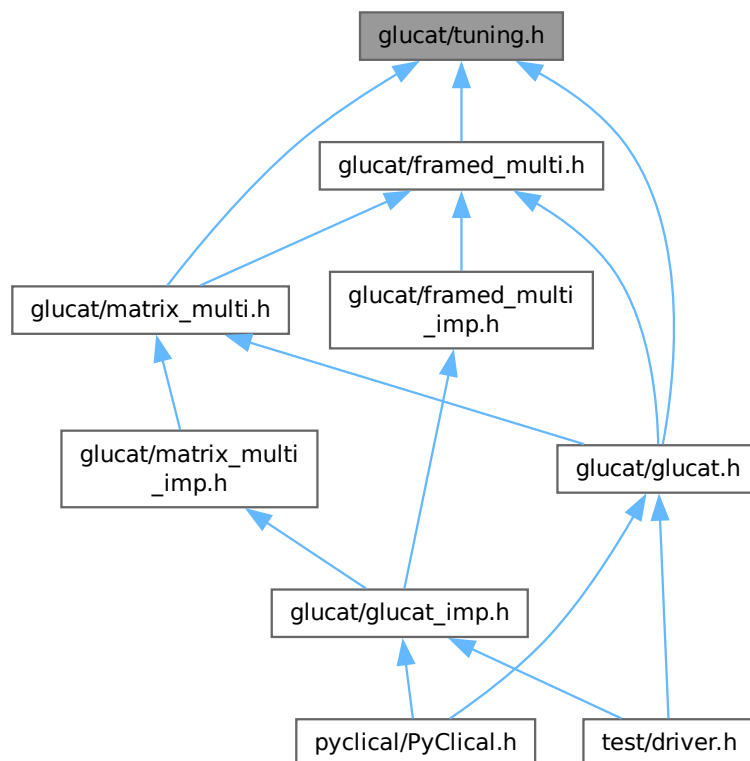 glucat/tuning.h
glucat/framed_multi.h
glucat/matrix_multi.h
glucat/framed_multi
_imp.h
glucat/matrix_multi
_imp.h
glucat/glucat.h
glucat/glucat_imp.h
pyclical/PyClical.h
test/driver.h